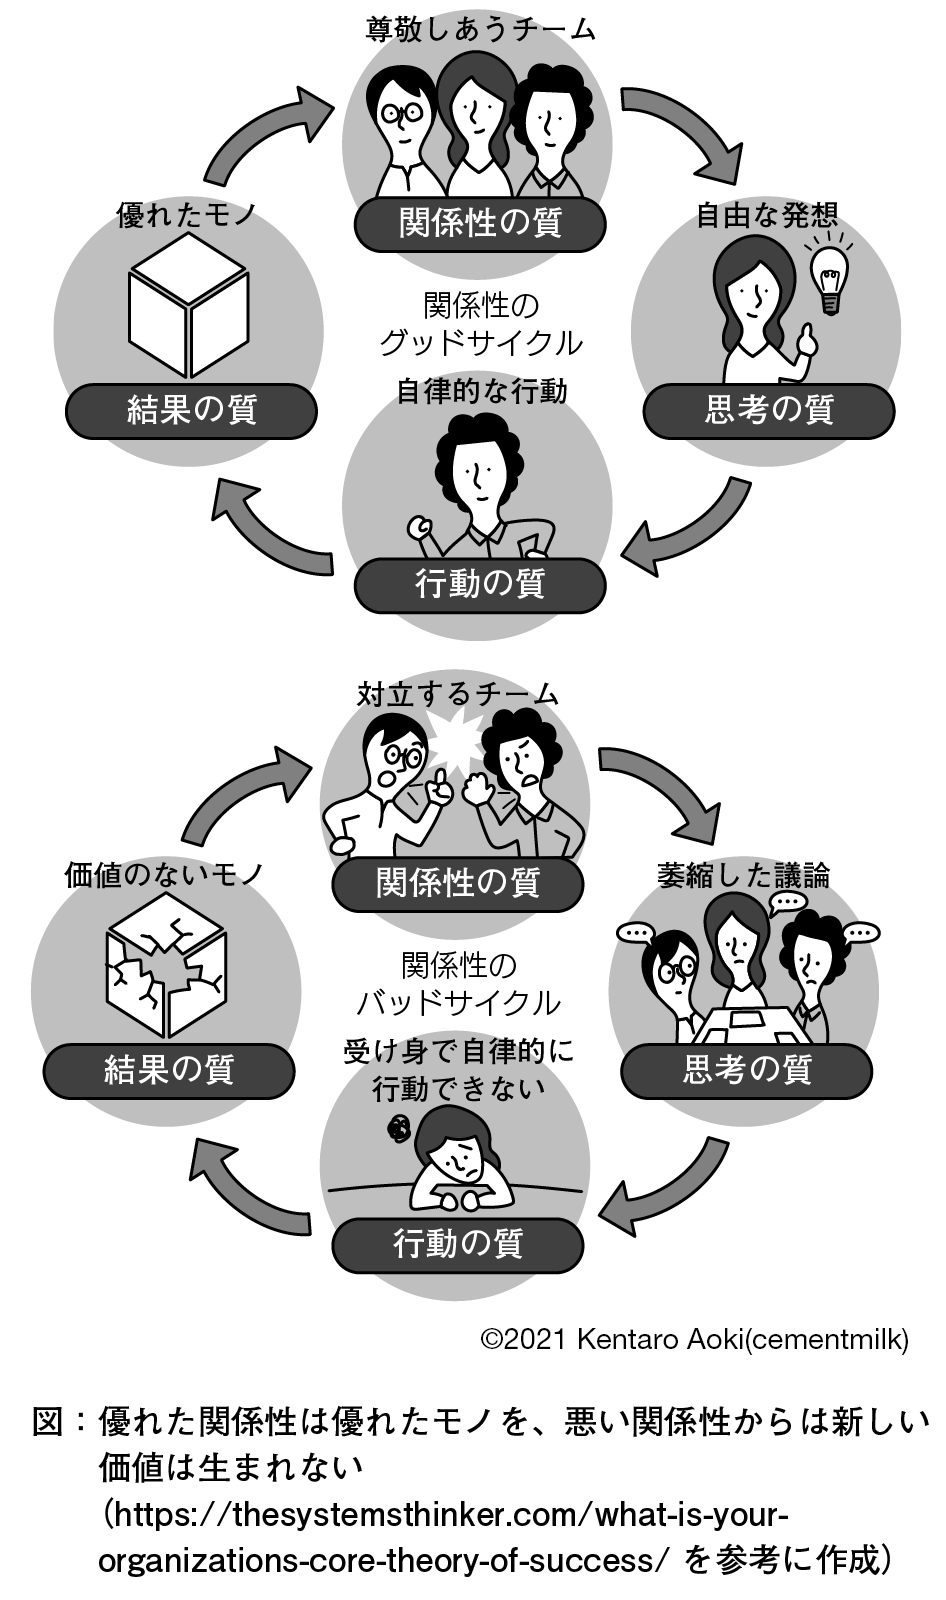 尊敬しあうチーム
関係性の質
優れたモノ
結果の質
自由な発想
思考の質
関係性の
グッドサイクル
自律的な行動
行動の質
対立するチーム
関係性の質
価値のないモノ
結果の質
萎縮した議論
思考の質
関係性の
バッドサイクル
受け身で自律的に
行動できない
行動の質
©2021 Kentaro Aoki(cementmilk)
図：優れた関係性は優れたモノを、悪い関係性からは新しい
価値は生まれない
（https://thesystemsthinker.com/what-is-your-
organizations-core-theory-of-success/ を参考に作成）